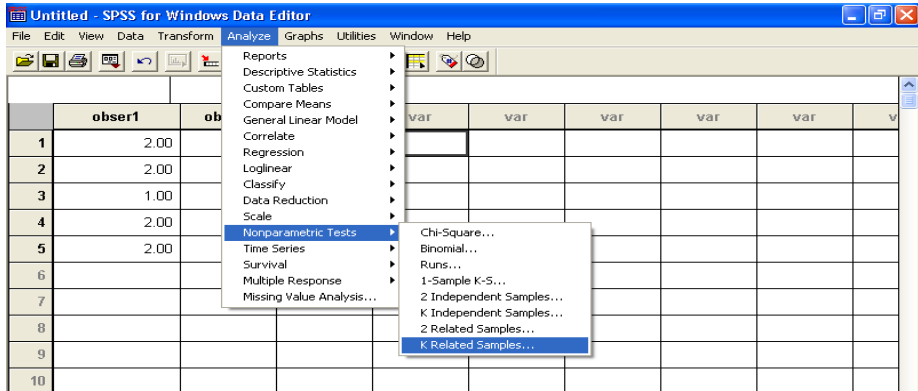 Untitled - SPSS for Windows Data Editor
File Edit View Data Transform Analyze Graphs Utilities Window Help
Reports
Descriptive Statistics
Custom Tables
Compare Means
General Linear Model
Correlate
Regression
Loglinear
Classify
Data Reduction
Scale
Nonparametric Tests
Time Series
Survival
Multiple Response
Missing Value Analysis...
Chi-Square...
Binomial...
Runs...
1-Sample K-S...
2 Independent Samples...
K Independent Samples...
2 Related Samples...
K Related Samples...
obser1 ob var var var var var v
1 2.00
2 2.00
3 1.00
4 2.00
5 2.00
6
7
8
9
10